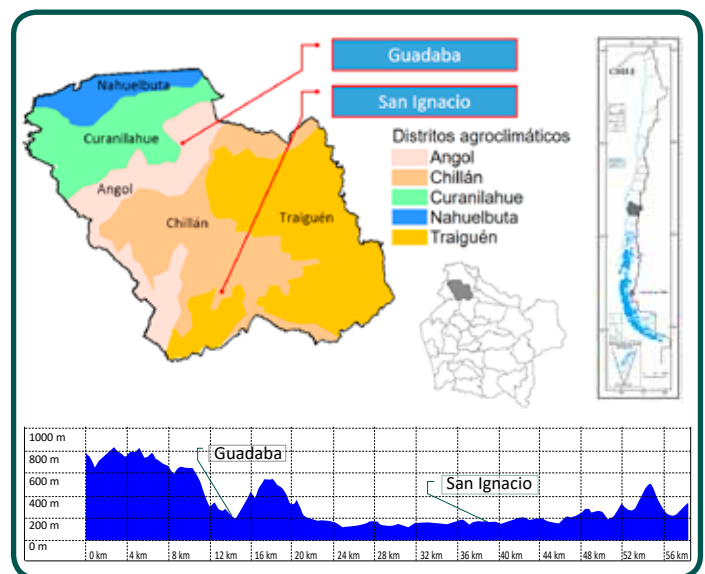 Guadaba
San Ignacio
Nahuelbuta
Curanilahue
Angol
Chillán
Traiguén
Distritos agroclimáticos
Angol
Chillán
Curanilahue
Nahuelbuta
Traiguén
CHILE
1000 m
800 m
600 m
400 m
200 m
0 m
Guadaba
San Ignacio
0 km 4 km 8 km 12 km 16 km 20 km 24 km 28 km 32 km 36 km 40 km 44 km 48 km 52 km 56 km